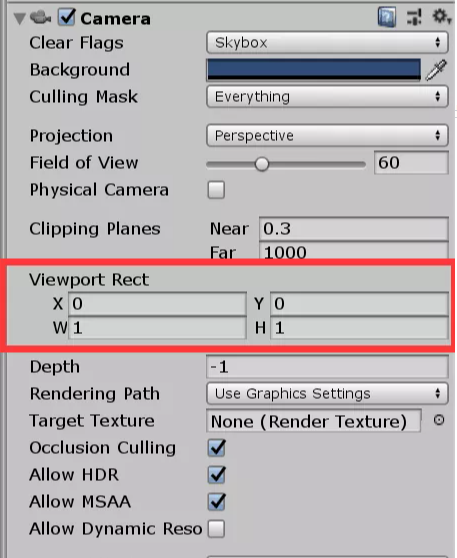 Camera
Clear Flags Skybox
Background
Culling Mask Everything
Projection Perspective
Field of View 60
Physical Camera
Clipping Planes Near 0.3
Far 1000
Viewport Rect
X 0 Y 0
W 1 H 1
Depth -1
Rendering Path Use Graphics Settings
Target Texture None (Render Texture)
Occlusion Culling
Allow HDR
Allow MSAA
Allow Dynamic Reso